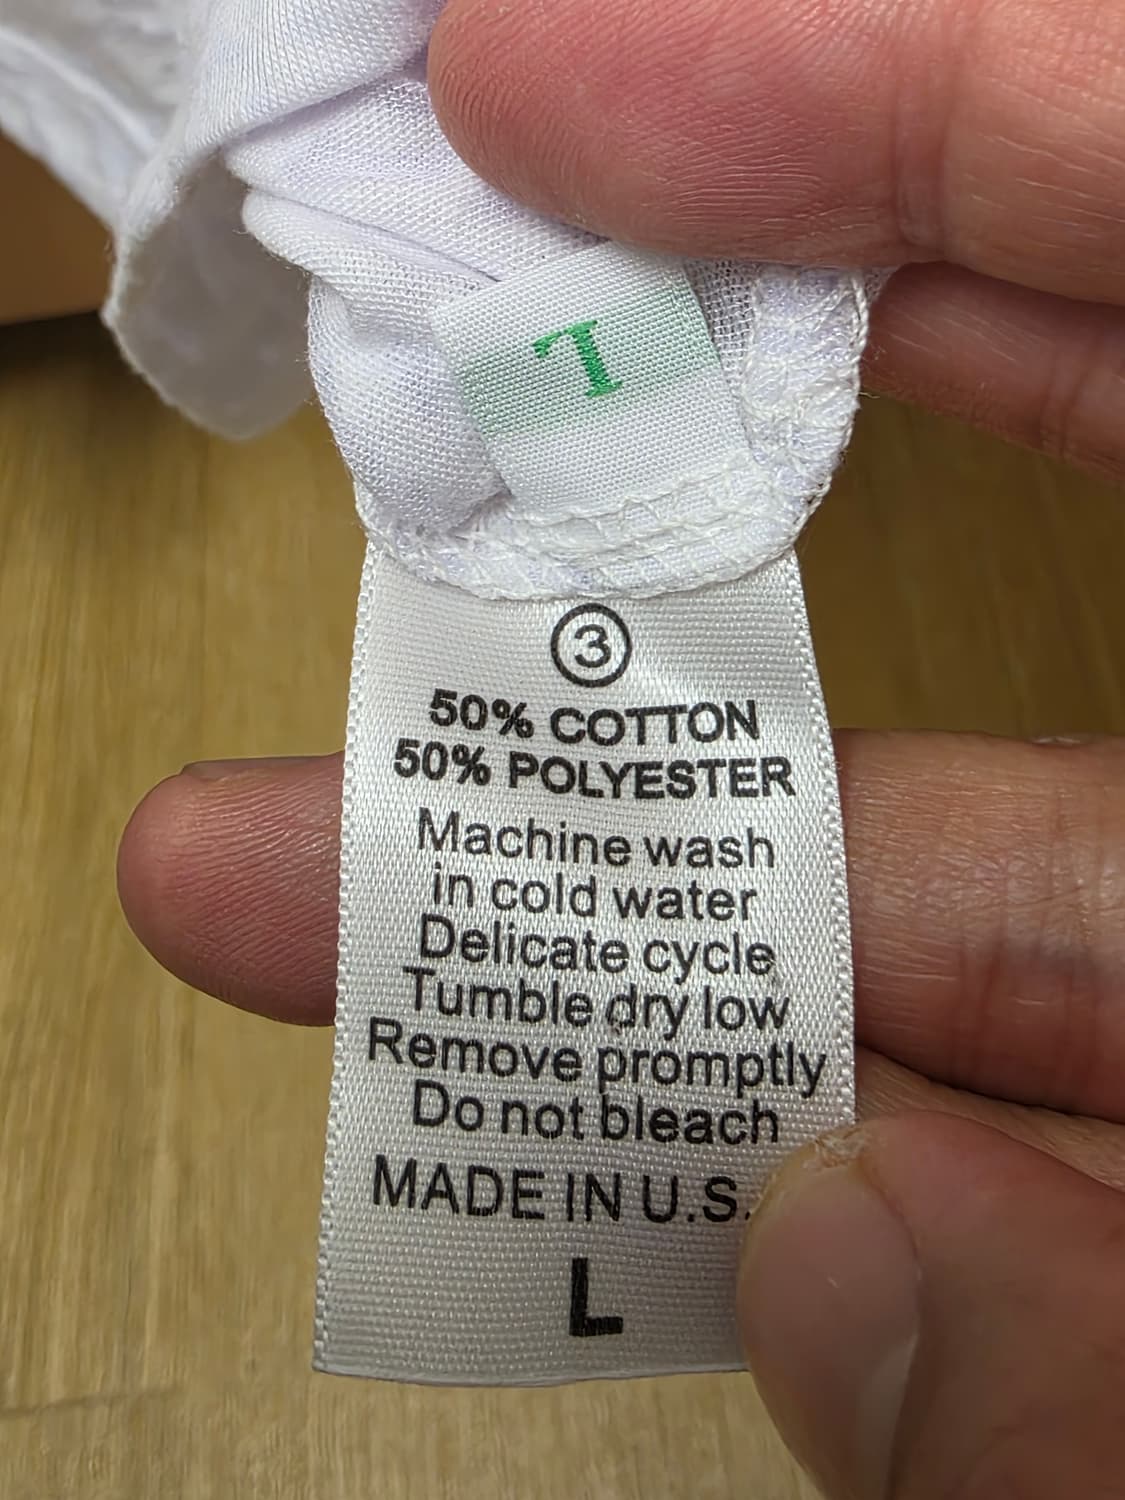 L
3
50% COTTON
50% POLYESTER
Machine wash
in cold water
Delicate cycle
Tumble dry low
Remove promptly
Do not bleach
MADE IN U.S.
L